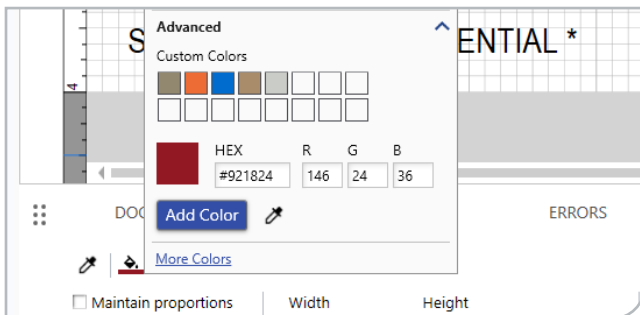 Advanced
S ENTIAL *
Custom Colors
4
HEX R G B
#921824 146 24 36
DOC ERRORS
Add Color
More Colors
Maintain proportions Width Height